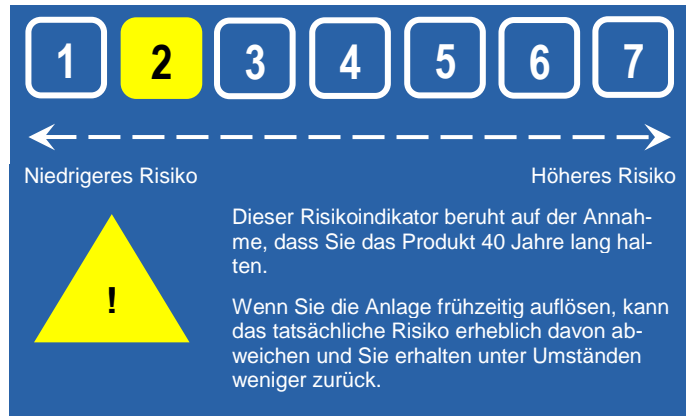 1 2 3 4 5 6 7
Niedrigeres Risiko Höheres Risiko
Dieser Risikoindikator beruht auf der Annah-
me, dass Sie das Produkt 40 Jahre lang hal-
ten.
!
Wenn Sie die Anlage frühzeitig auflösen, kann
das tatsächliche Risiko erheblich davon ab-
weichen und Sie erhalten unter Umständen
weniger zurück.